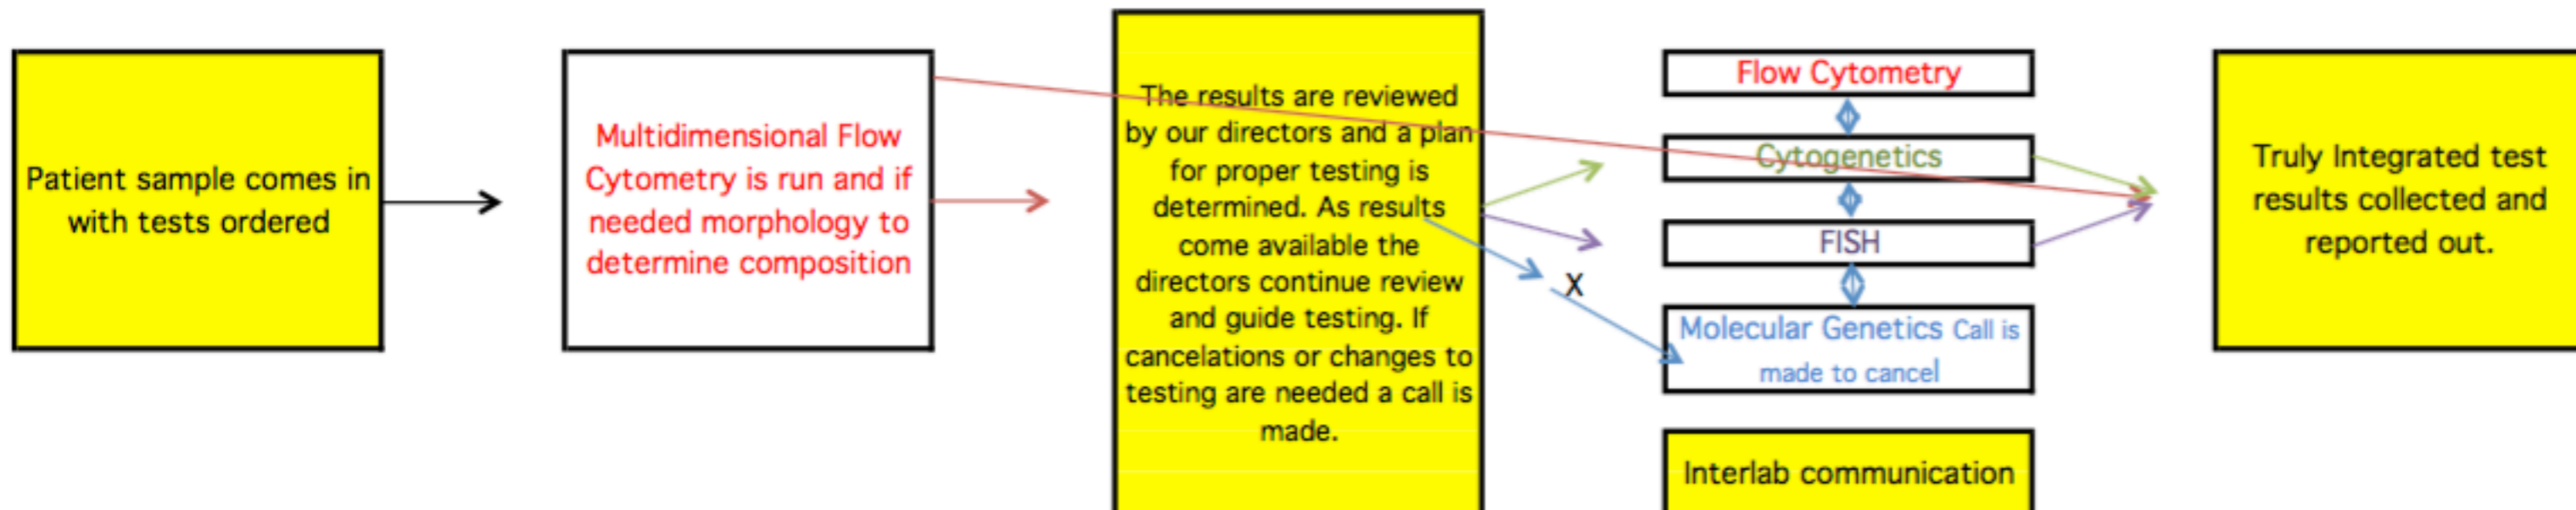 Patient sample comes in
with tests ordered
Multidimensional Flow
Cytometry is run and if
needed morphology to
determine composition
The results are reviewed
by our directors and a plan
for proper testing is
determined. As results
come available the
directors continue review
and guide testing. If
cancelations or changes to
testing are needed a call is
made.
Flow Cytometry
Cytogenetics
FISH
X
Molecular Genetics Call is
made to cancel
Interlab communication
Truly Integrated test
results collected and
reported out.